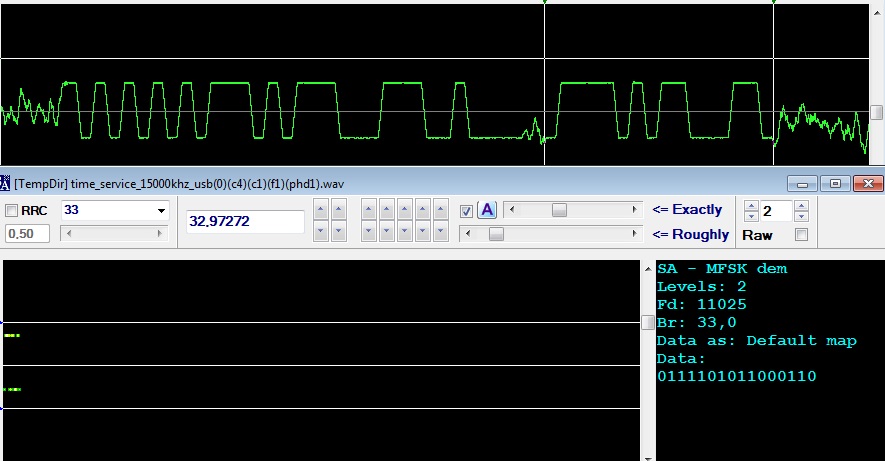 [TempDir] time_service_15000khz_usb(0)(c4)(c1)(f1)(phd1).wav
RRC 33 32,97272 A <= Exactly 2
0,50 <= Roughly Raw
SA - MFSK dem
Levels: 2
Fd: 11025
Br: 33,0
Data as: Default map
Data:
0111101011000110